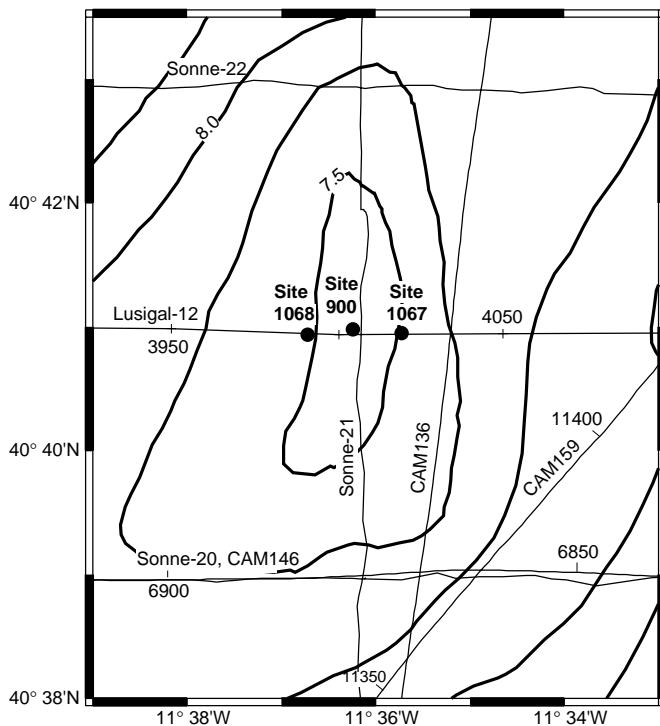 Sonne-22
8.0
7.5
40° 42'N
Site
1068
Site
900
Site
1067
Lusigal-12
3950
4050
11400
40° 40'N
Sonne-21
CAM136
CAM159
Sonne-20, CAM146
6850
6900
11350
40° 38'N
11° 38'W
11° 36'W
11° 34'W